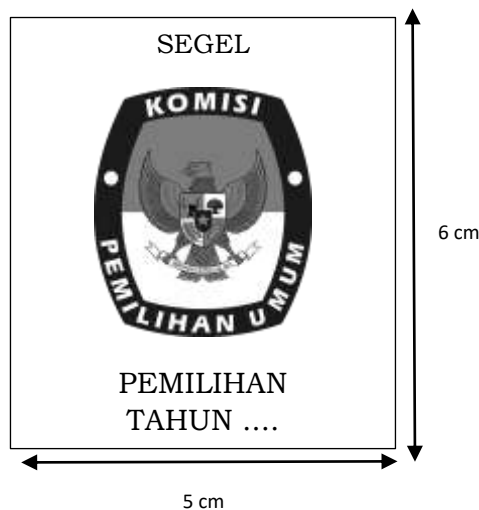 SEGEL
KOMISI
PEMILIHAN UMUM
6 cm
PEMILIHAN
TAHUN ....
5 cm